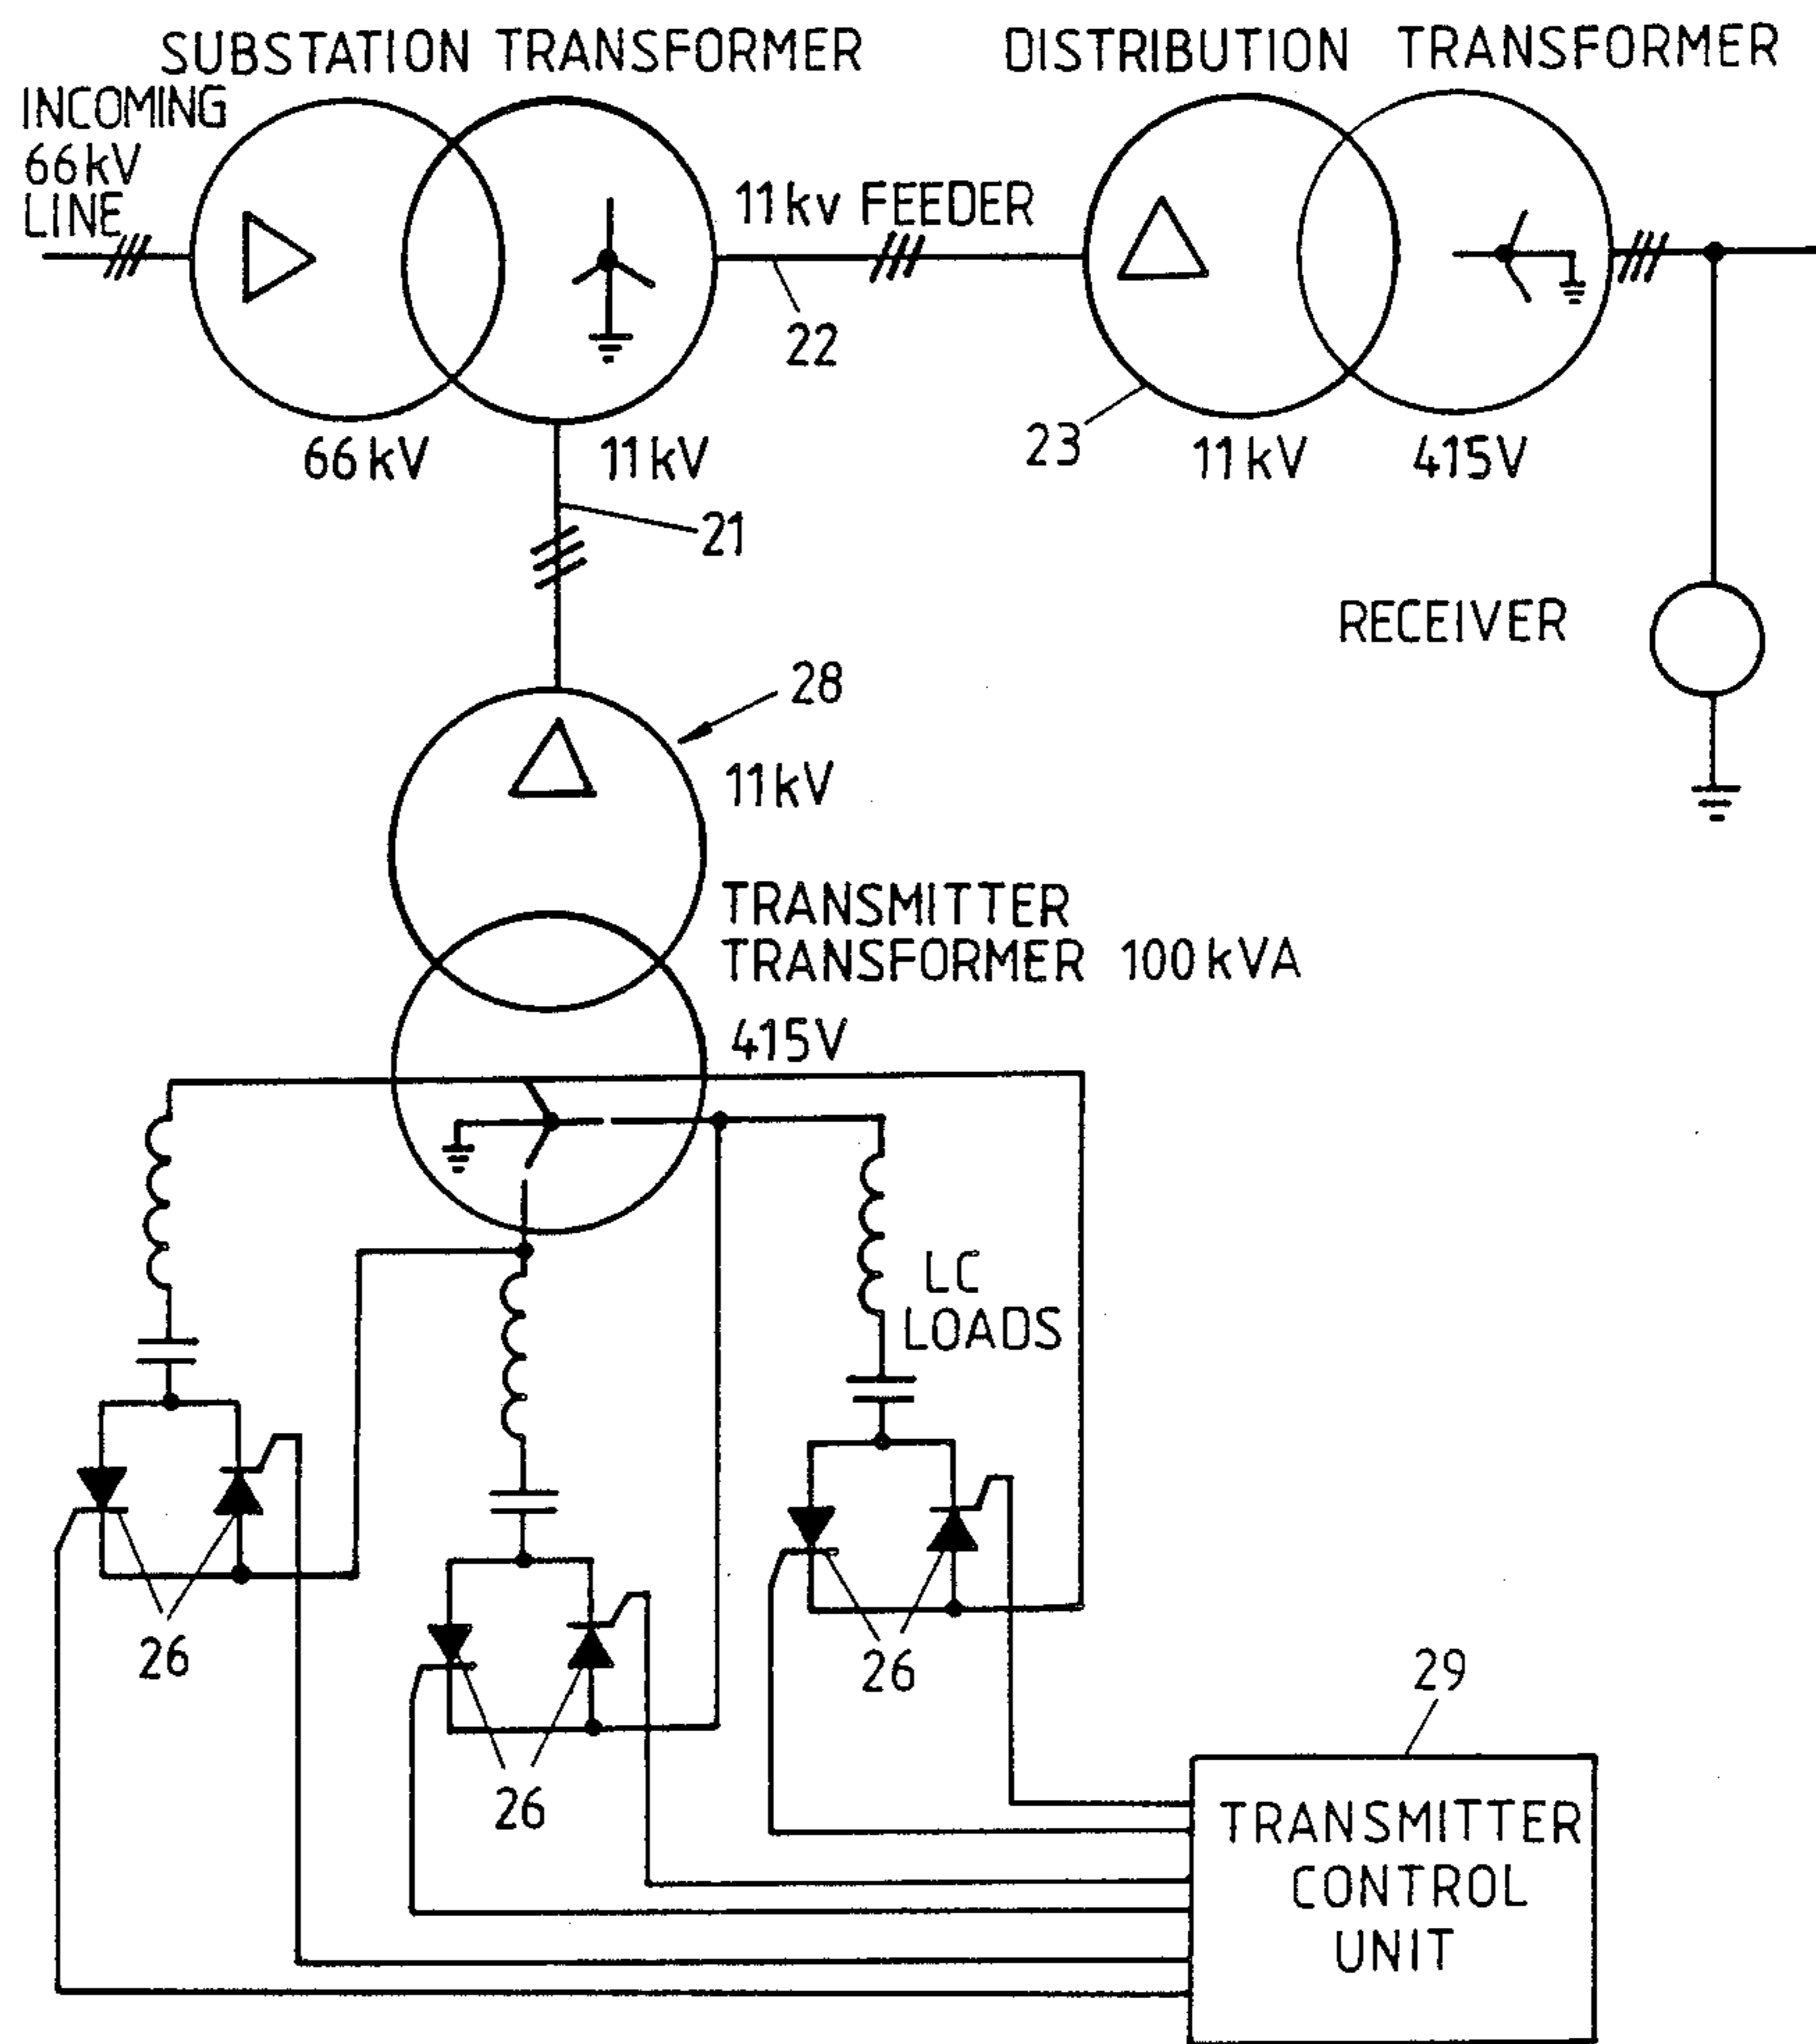 SUBSTATION TRANSFORMER
DISTRIBUTION TRANSFORMER
INCOMING
66kV
LINE
11kv FEEDER
22
23
66kV
11kV
11kV
415V
21
RECEIVER
28
11kV
TRANSMITTER
TRANSFORMER 100kVA
415V
LC
LOADS
26
26
26
29
TRANSMITTER
CONTROL
UNIT